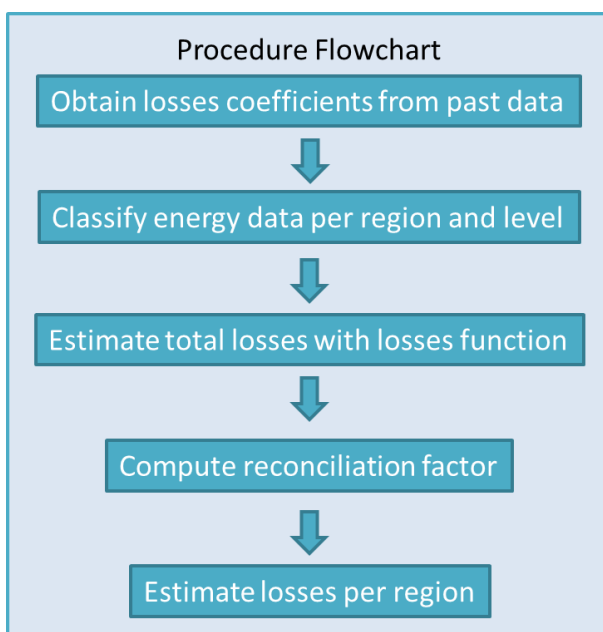 Procedure Flowchart
Obtain losses coefficients from past data
Classify energy data per region and level
Estimate total losses with losses function
Compute reconciliation factor
Estimate losses per region